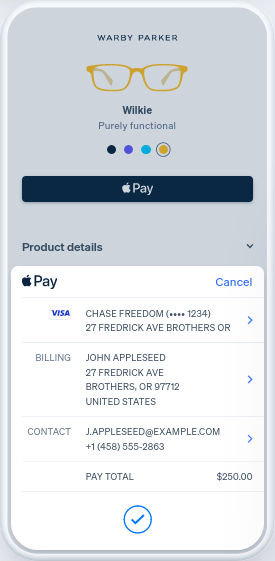 WARBY PARKER
Wilkie
Purely functional
Pay
Product details
Pay Cancel
VISA CHASE FREEDOM (•••• 1234)
27 FREDRICK AVE BROTHERS OR
BILLING JOHN APPLESEED
27 FREDRICK AVE
BROTHERS, OR 97712
UNITED STATES
CONTACT J.APPLESEED@EXAMPLE.COM
+1 (458) 555-2863
PAY TOTAL $250.00